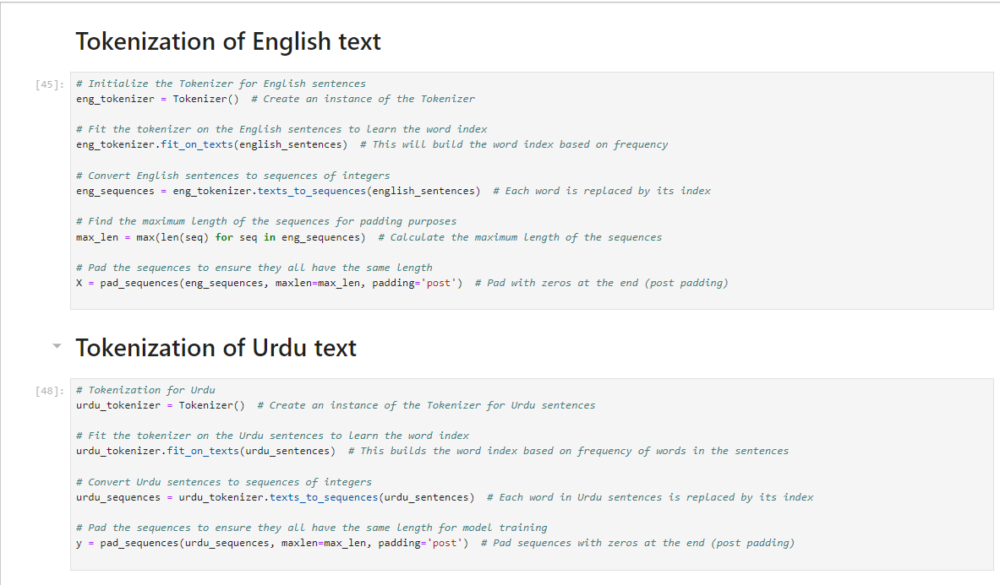 Tokenization of English text
[45]:
# Initialize the Tokenizer for English sentences
eng_tokenizer = Tokenizer()  # Create an instance of the Tokenizer
# Fit the tokenizer on the English sentences to learn the word index
eng_tokenizer.fit_on_texts(english_sentences)  # This will build the word index based on frequency
# Convert English sentences to sequences of integers
eng_sequences = eng_tokenizer.texts_to_sequences(english_sentences)  # Each word is replaced by its index
# Find the maximum length of the sequences for padding purposes
max_len = max(len(seq) for seq in eng_sequences)  # Calculate the maximum length of the sequences
# Pad the sequences to ensure they all have the same length
X = pad_sequences(eng_sequences, maxlen=max_len, padding='post')  # Pad with zeros at the end (post padding)
Tokenization of Urdu text
[48]:
# Tokenization for Urdu
urdu_tokenizer = Tokenizer()  # Create an instance of the Tokenizer for Urdu sentences
# Fit the tokenizer on the Urdu sentences to learn the word index
urdu_tokenizer.fit_on_texts(urdu_sentences)  # This builds the word index based on frequency of words in the sentences
# Convert Urdu sentences to sequences of integers
urdu_sequences = urdu_tokenizer.texts_to_sequences(urdu_sentences)  # Each word in Urdu sentences is replaced by its index
# Pad the sequences to ensure they all have the same length for model training
y = pad_sequences(urdu_sequences, maxlen=max_len, padding='post')  # Pad sequences with zeros at the end (post padding)